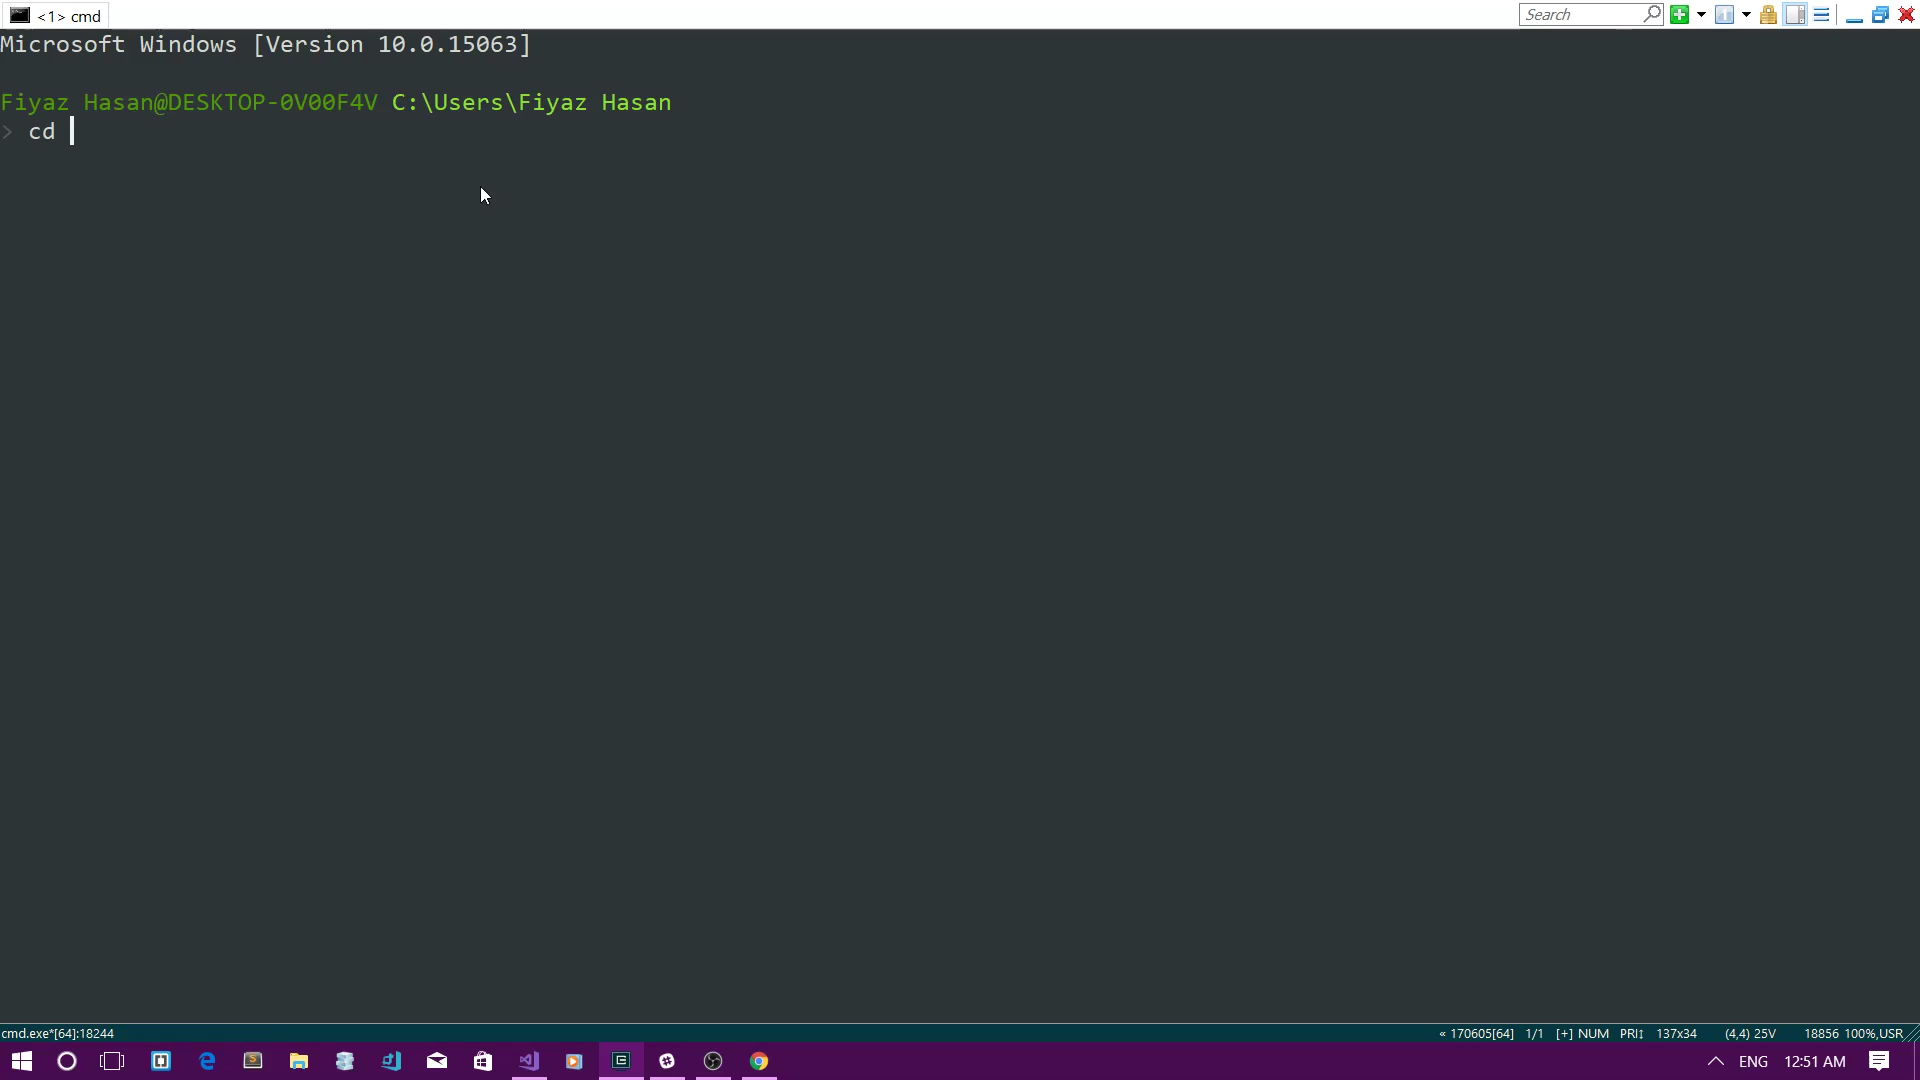 <1> cmd
Search
Microsoft Windows [Version 10.0.15063]
Fiyaz Hasan@DESKTOP-0V00F4V C:\Users\Fiyaz Hasan
> cd
cmd.exe*[64]:18244
« 170605[64] 1/1 [+] NUM PRI↕ 137x34 (4,4) 25V 18856 100%,USR
ENG 12:51 AM